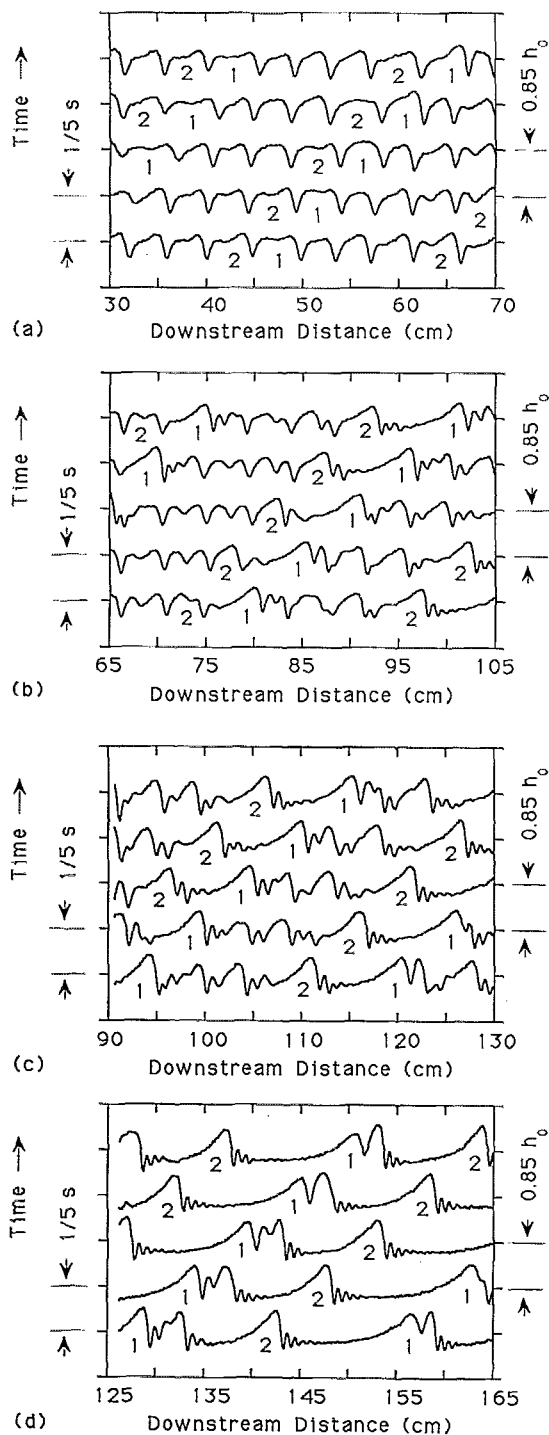 Time →
1/5 s
0.85 h₀
2 1 2 1
2 1 2 1
1 2 1
2 1 2
2 1 2
30 40 50 60 70
(a) Downstream Distance (cm)
Time →
1/5 s
0.85 h₀
2 1 2 1
1 2 1
2 1
2 1 2
2 1 2
65 75 85 95 105
(b) Downstream Distance (cm)
Time →
1/5 s
0.85 h₀
2 1
2 1 2
2 1 2
1 2 1
1 2 1
90 100 110 120 130
(c) Downstream Distance (cm)
Time →
1/5 s
0.85 h₀
2 1 2
2 1 2
1 2
1 2 1
1 2 1
125 135 145 155 165
(d) Downstream Distance (cm)